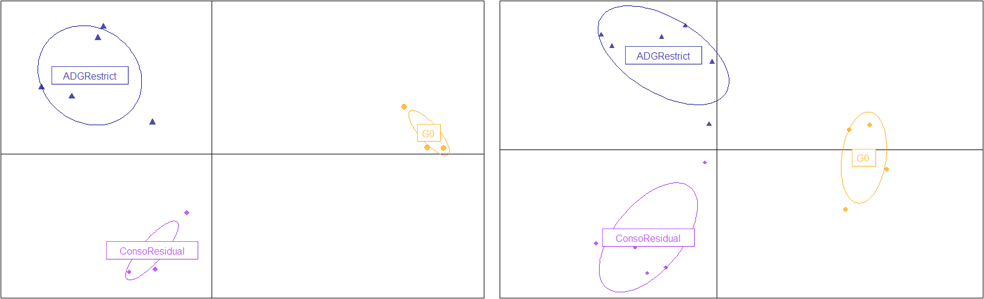 ADGRestrict
G0
ConsoResidual
ADGRestrict
G0
ConsoResidual